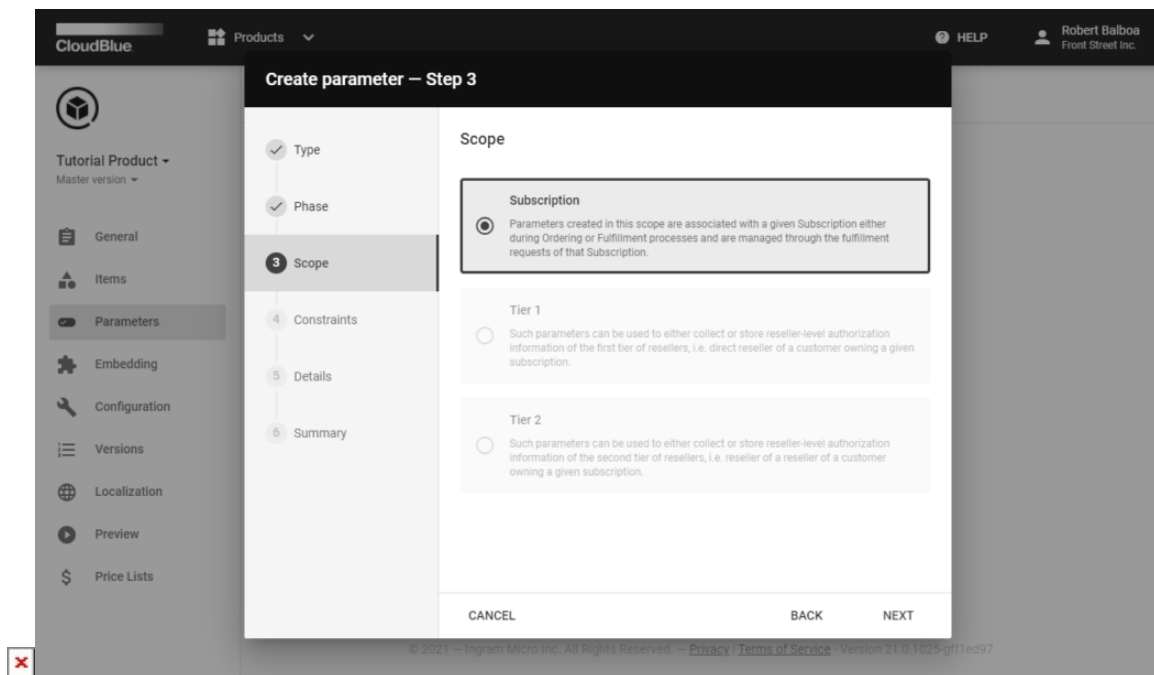 CloudBlue
Products
HELP
Robert Balboa
Front Street Inc.
Create parameter — Step 3
Tutorial Product
Master version
General
Items
Parameters
Embedding
Configuration
Versions
Localization
Preview
Price Lists
Type
Phase
3 Scope
4 Constraints
5 Details
6 Summary
Scope
Subscription
Parameters created in this scope are associated with a given Subscription either
during Ordering or Fulfillment processes and are managed through the fulfillment
requests of that Subscription.
Tier 1
Such parameters can be used to either collect or store reseller-level authorization
information of the first tier of resellers, i.e. direct reseller of a customer owning a given
subscription.
Tier 2
Such parameters can be used to either collect or store reseller-level authorization
information of the second tier of resellers, i.e. reseller of a reseller of a customer
owning a given subscription.
CANCEL
BACK
NEXT
© 2021 — Ingram Micro Inc. All Rights Reserved. — Privacy | Terms of Service - Version 21.0.1025-gff1ed97